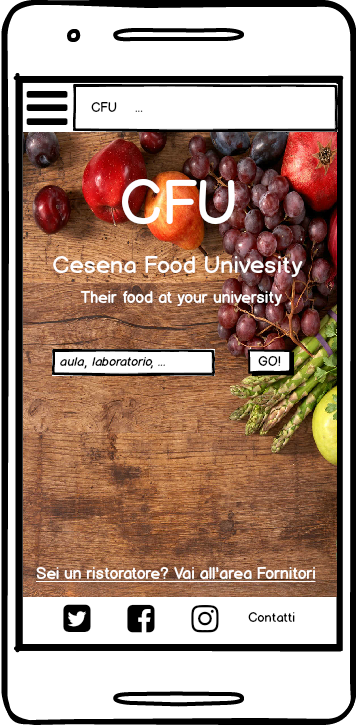 CFU ...
CFU
Cesena Food Univesity
Their food at your university
aula, laboratorio, ...
GO!
Sei un ristoratore? Vai all'area Fornitori
Contatti